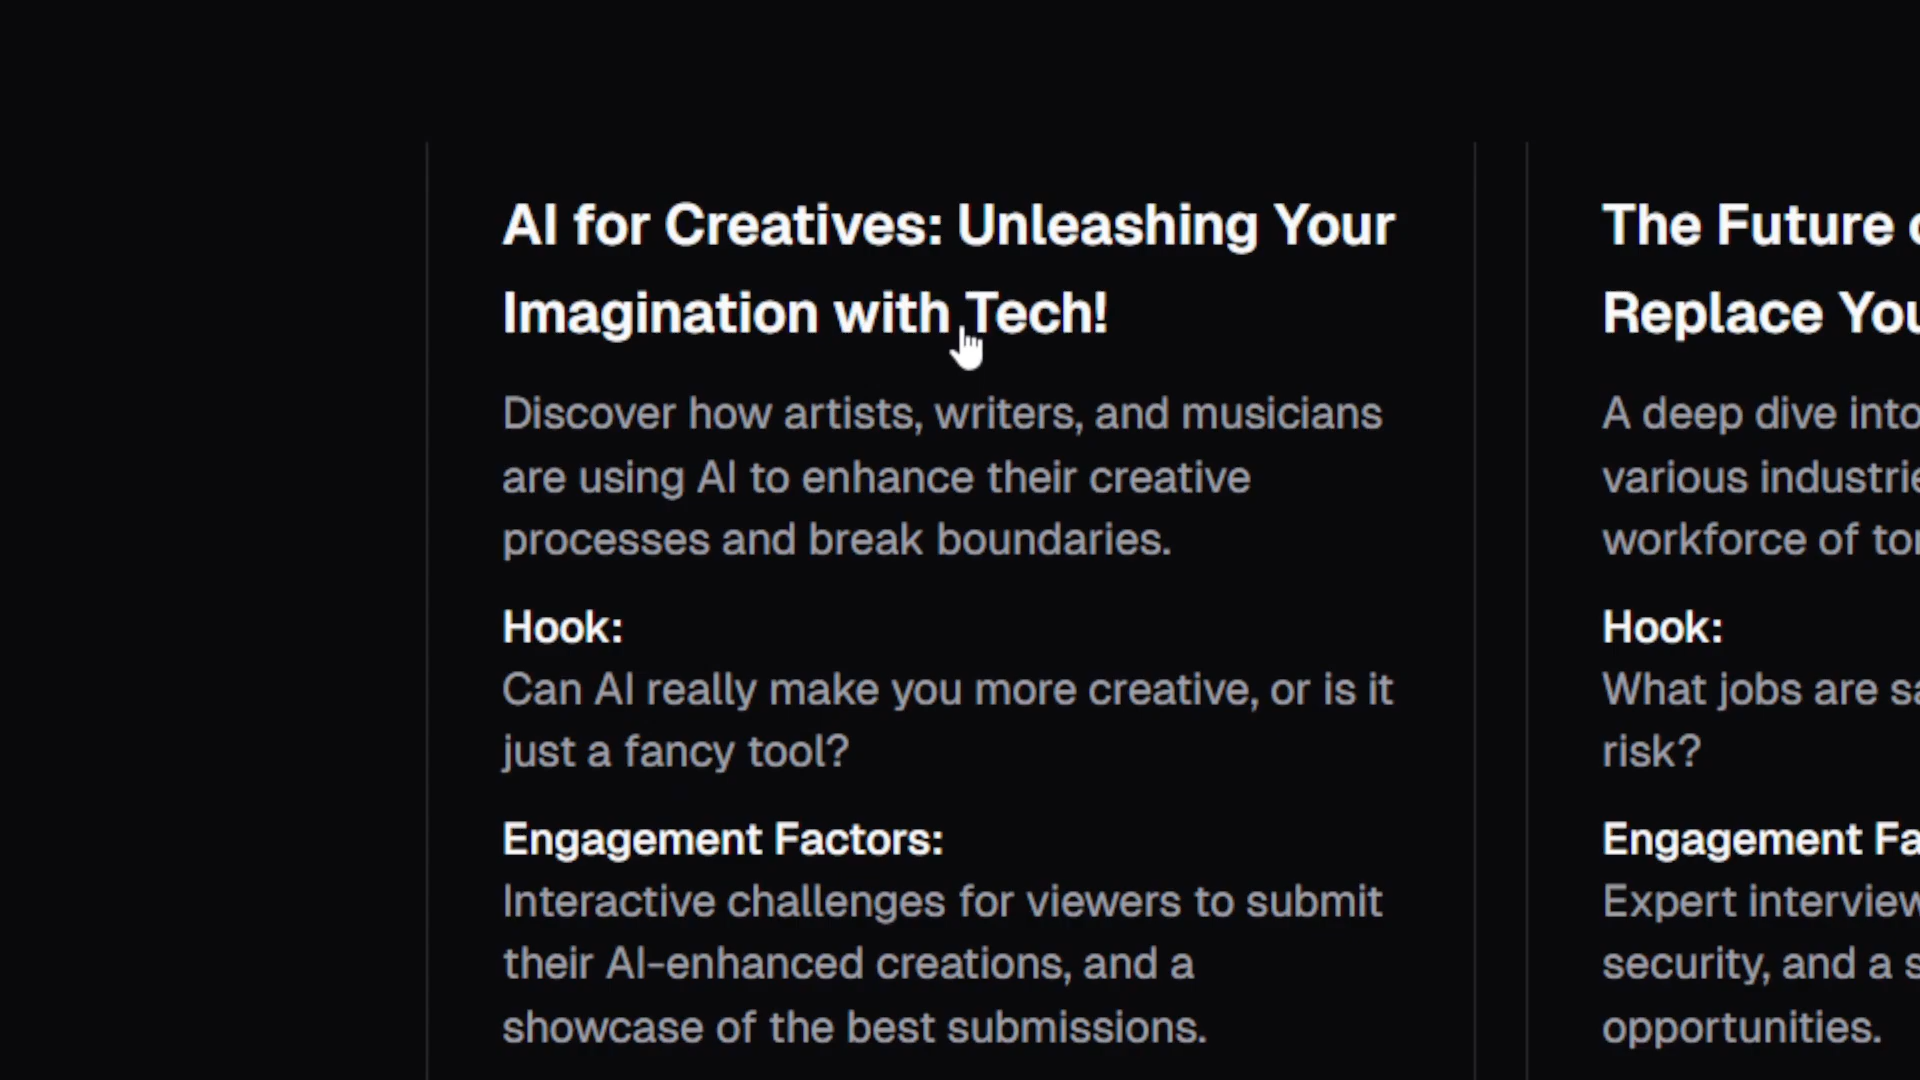 AI for Creatives: Unleashing Your
Imagination with Tech!
Discover how artists, writers, and musicians
are using AI to enhance their creative
processes and break boundaries.
Hook:
Can AI really make you more creative, or is it
just a fancy tool?
Engagement Factors:
Interactive challenges for viewers to submit
their AI-enhanced creations, and a
showcase of the best submissions.
The Future
Replace
A deep dive into
various
workforce of
Hook:
What jobs are
risk?
Engagement
Expert
security, and a
opportunities.